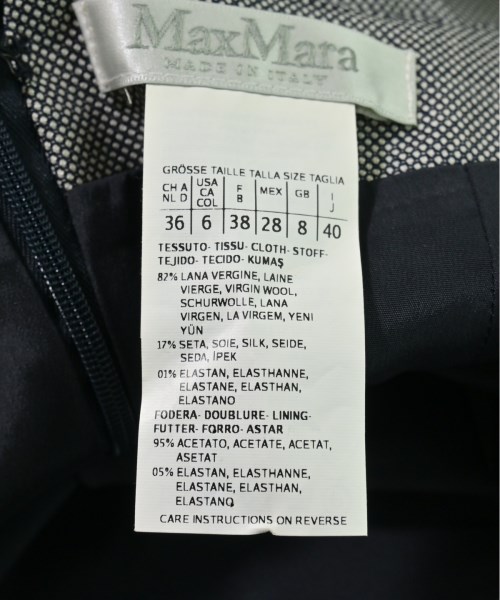 MaxMara
MADE IN ITALY
GRÖSSE TAILLE TALLA SIZE TAGLIA
CH A NL D USA CA COL F B MEX GB I J
36 6 38 28 8 40
TESSUTO- TISSU- CLOTH- STOFF-
TEJIDO- TECIDO- KUMAŞ
82% LANA VERGINE, LAINE
VIERGE, VIRGIN WOOL,
SCHURWOLLE, LANA
VIRGEN, LA VIRGEM, YENI
YÜN
17% SETA, SOIE, SILK, SEIDE,
SEDA, İPEK
01% ELASTAN, ELASTHANNE,
ELASTANE, ELASTHAN,
ELASTANO
FODERA- DOUBLURE- LINING-
FUTTER- FORRO- ASTAR
95% ACETATO, ACETATE, ACETAT,
ASETAT
05% ELASTAN, ELASTHANNE,
ELASTANE, ELASTHAN,
ELASTANO
CARE INSTRUCTIONS ON REVERSE